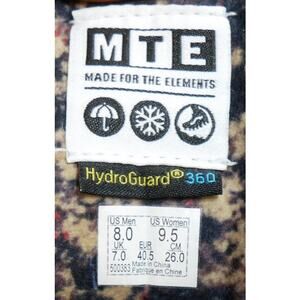 MTE
MADE FOR THE ELEMENTS
HydroGuard® 360
US Men US Women
8.0 9.5
UK EUR CM
7.0 40.5 26.0
500383 Made in China
Fabriqué en Chine